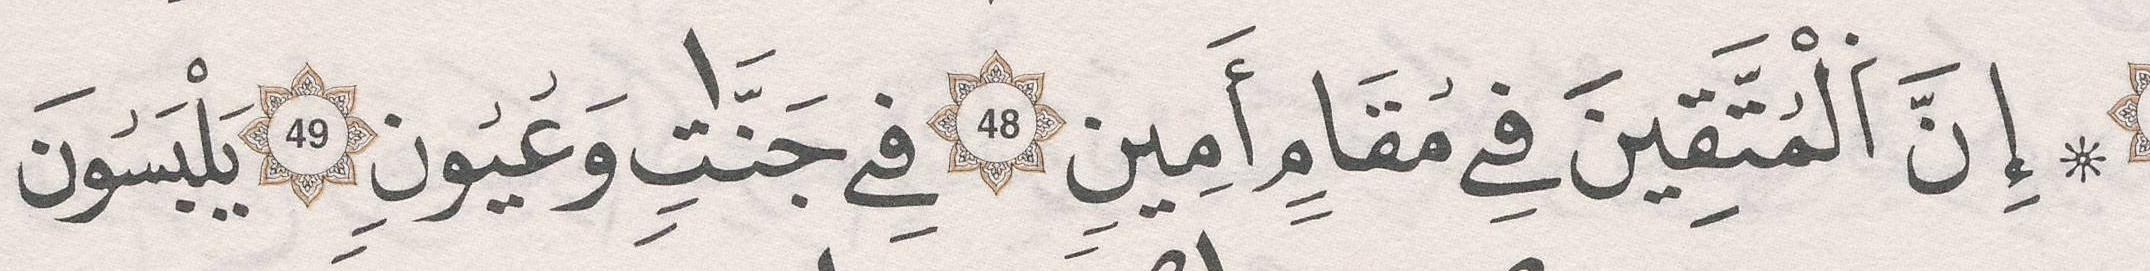 * إِنَّ ٱلْمُتَّقِينَ فِے مُقَامٍ أَمِينٖ 48 فِے جَنَّٰتٖ وَعُيُونٖ 49 يَلْبَسُونَ